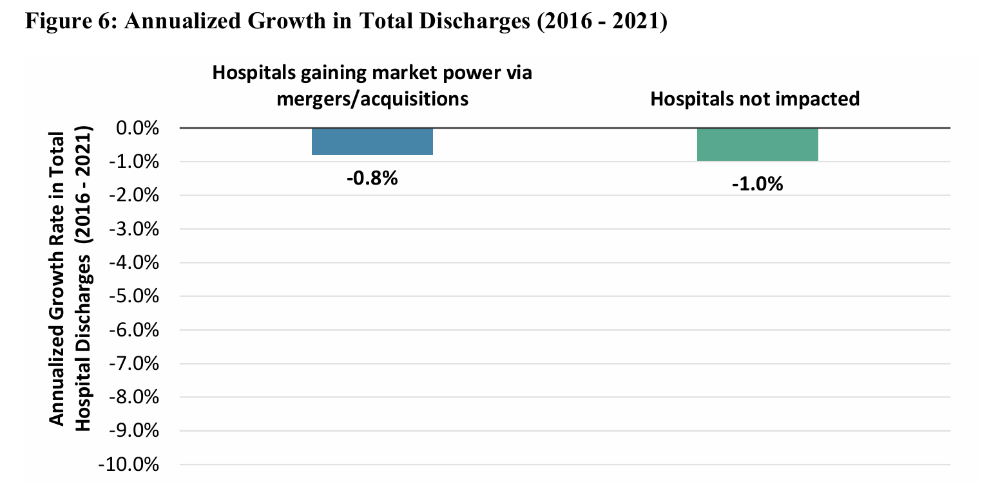 Figure 6: Annualized Growth in Total Discharges (2016 - 2021)
Hospitals gaining market power via
mergers/acquisitions
Hospitals not impacted
Annualized Growth Rate in Total
Hospital Discharges (2016 - 2021)
0.0%
-1.0%
-2.0%
-3.0%
-4.0%
-5.0%
-6.0%
-7.0%
-8.0%
-9.0%
-10.0%
-0.8%
-1.0%